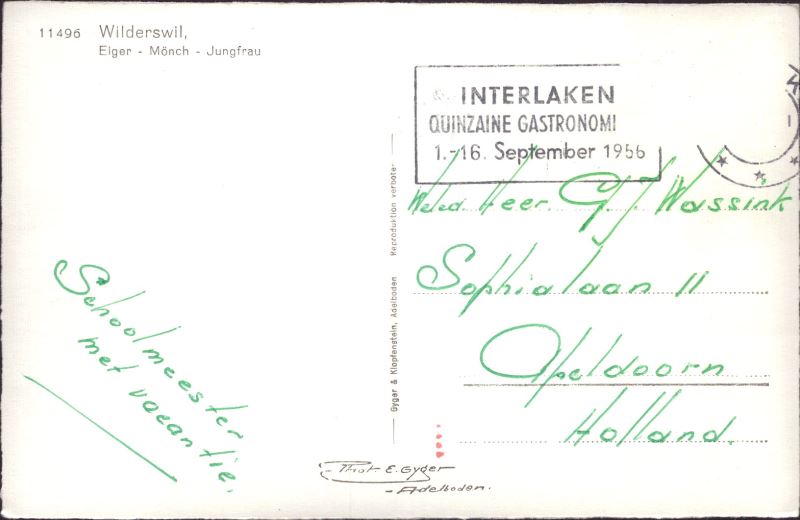 11496 Wilderswil,
Eiger - Mönch - Jungfrau
INTERLAKEN
QUINZAINE GASTRONOMI
1.-16. September 1956
Weled. Heer. G.J. Wassink
Sophialaan 11
Apeldoorn
Holland.
Schoolmeester
met vacantie.
Gyger & Klopfenstein, Adelboden Reproduktion verboten
Phot. E. Gyger
- Adelboden.